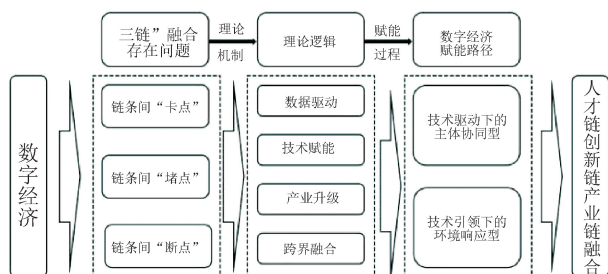 三链”融合
存在问题
理论
机制
理论逻辑
赋能
过程
数字经济
赋能路径
数字经济
链条间“卡点”
链条间“堵点”
链条间“断点”
数据驱动
技术赋能
产业升级
跨界融合
技术驱动下的
主体协同型
技术引领下的
环境响应型
人才链创新链产业链融合